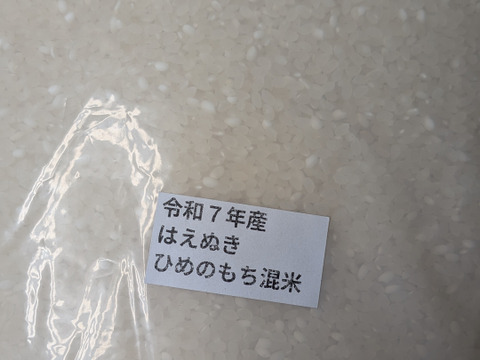 令和７年産
はえぬき
ひめのもち混米